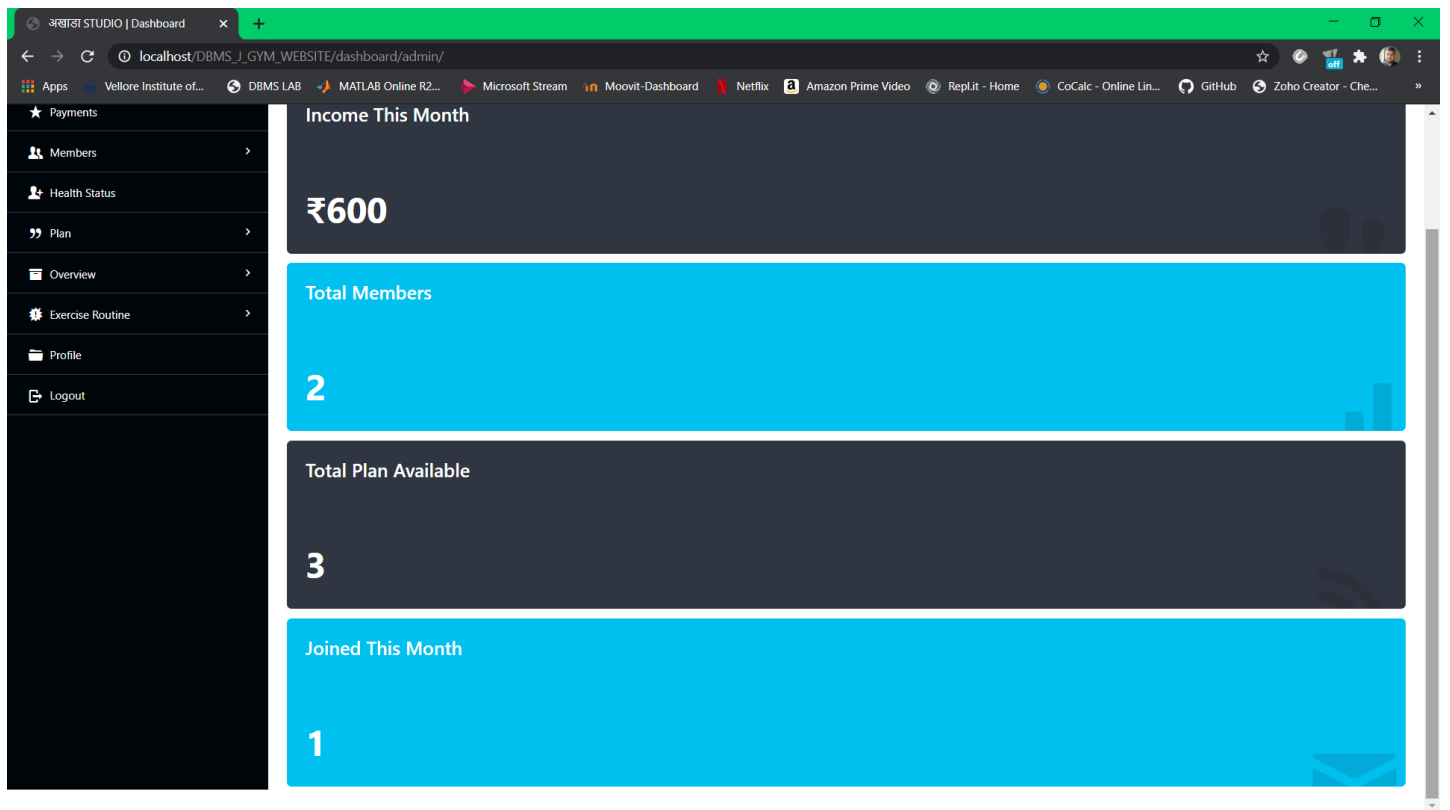 अखाडा STUDIO | Dashboard
localhost/DBMS_J_GYM_WEBSITE/dashboard/admin/
off
Apps Vellore Institute of... DBMS LAB MATLAB Online R2... Microsoft Stream Moovit-Dashboard Netflix Amazon Prime Video Repl.it - Home CoCalc - Online Lin... GitHub Zoho Creator - Che... »
Payments
Members
Health Status
Plan
Overview
Exercise Routine
Profile
Logout
Income This Month
₹600
Total Members
2
Total Plan Available
3
Joined This Month
1